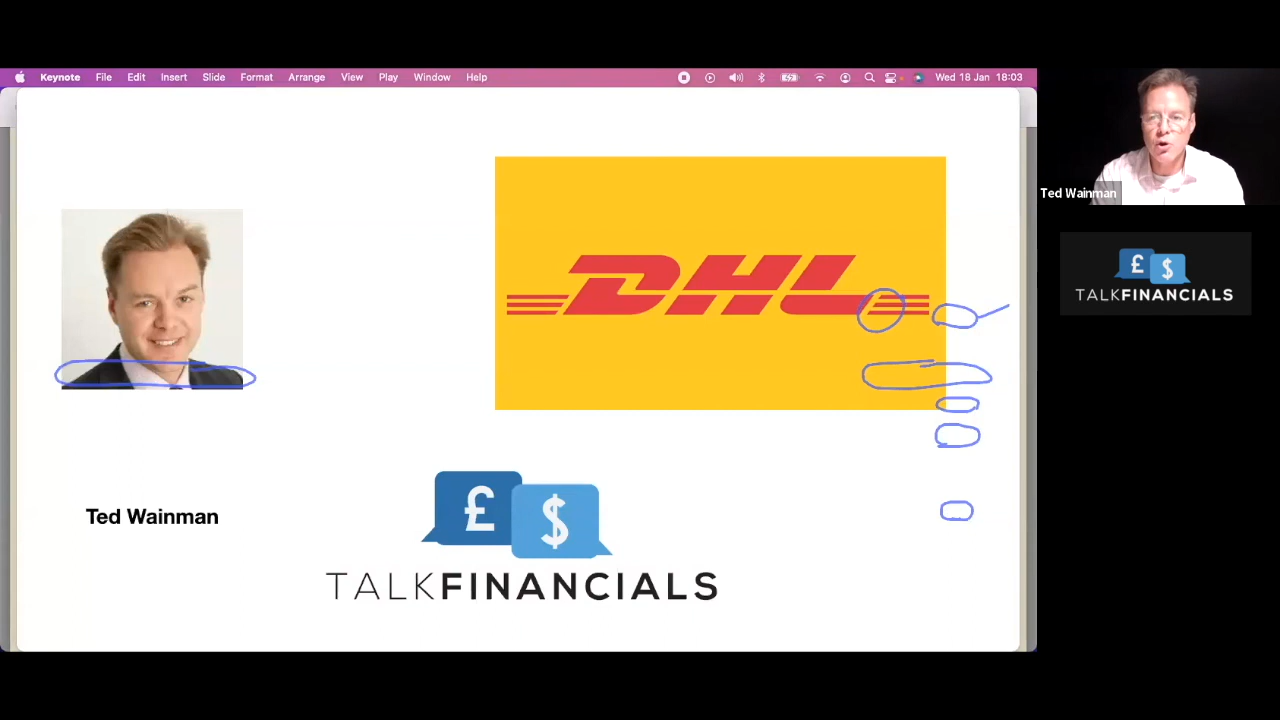 Keynote File Edit Insert Slide Format Arrange View Play Window Help Wed 18 Jan 18:03
Ted Wainman
DHL
£ $
TALKFINANCIALS
Ted Wainman
£ $
TALKFINANCIALS